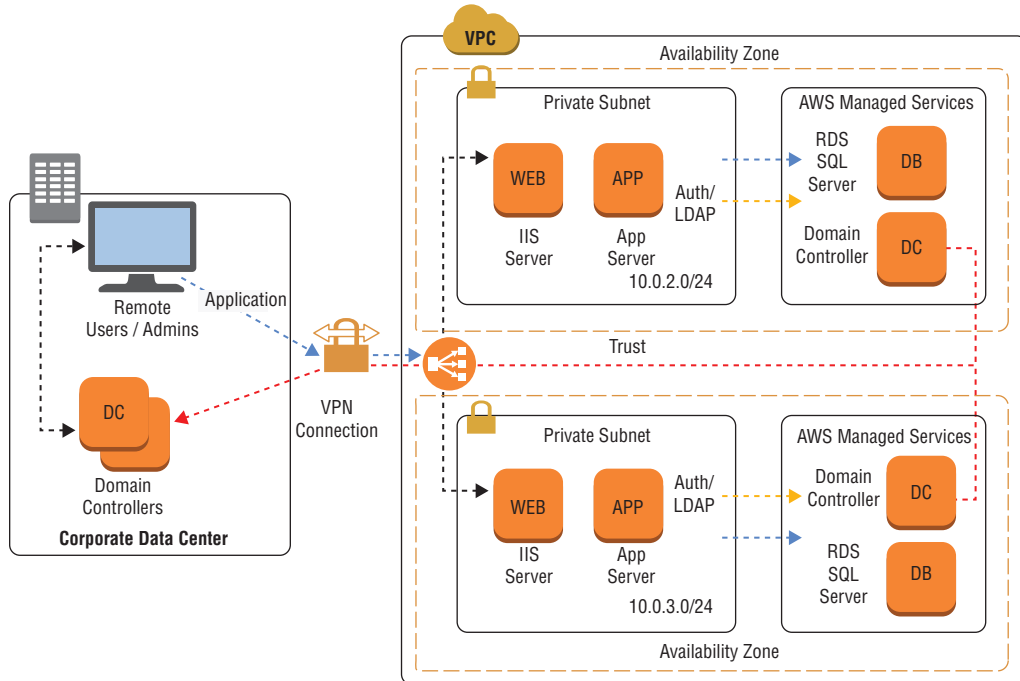 VPC
Availability Zone
Private Subnet
WEB
APP
IIS
Server
App
Server
Auth/
LDAP
10.0.2.0/24
AWS Managed Services
RDS
SQL
Server
DB
Domain
Controller
DC
Remote
Users / Admins
Application
DC
Domain
Controllers
Corporate Data Center
VPN
Connection
Trust
Private Subnet
WEB
APP
IIS
Server
App
Server
Auth/
LDAP
10.0.3.0/24
AWS Managed Services
Domain
Controller
DC
RDS
SQL
Server
DB
Availability Zone